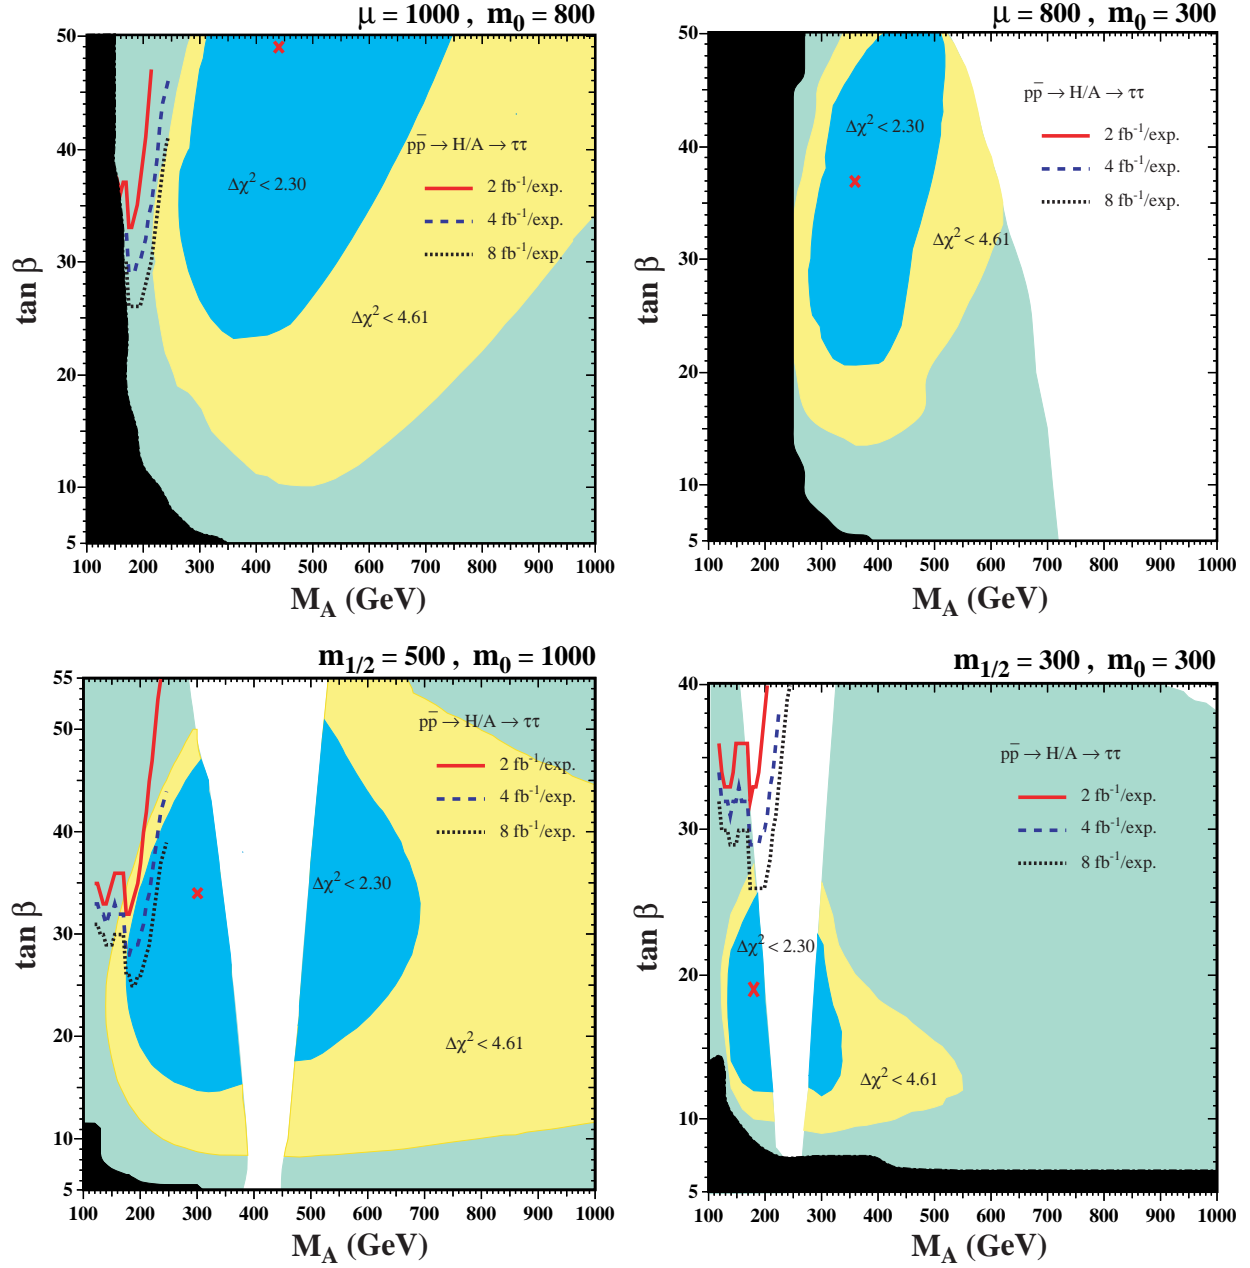 μ = 1000 , m0 = 800
50
40
30
20
10
5
tan β
pp̅ → H/A → ττ
2 fb-1/exp.
4 fb-1/exp.
8 fb-1/exp.
Δχ2 < 2.30
Δχ2 < 4.61
100 200 300 400 500 600 700 800 900 1000
MA (GeV)
μ = 800 , m0 = 300
50
40
30
20
10
5
tan β
pp̅ → H/A → ττ
2 fb-1/exp.
4 fb-1/exp.
8 fb-1/exp.
Δχ2 < 2.30
Δχ2 < 4.61
100 200 300 400 500 600 700 800 900 1000
MA (GeV)
m1/2 = 500 , m0 = 1000
55
50
40
30
20
10
5
tan β
pp̅ → H/A → ττ
2 fb-1/exp.
4 fb-1/exp.
8 fb-1/exp.
Δχ2 < 2.30
Δχ2 < 4.61
100 200 300 400 500 600 700 800 900 1000
MA (GeV)
m1/2 = 300 , m0 = 300
40
30
20
10
5
tan β
pp̅ → H/A → ττ
2 fb-1/exp.
4 fb-1/exp.
8 fb-1/exp.
Δχ2 < 2.30
Δχ2 < 4.61
100 200 300 400 500 600 700 800 900 1000
MA (GeV)